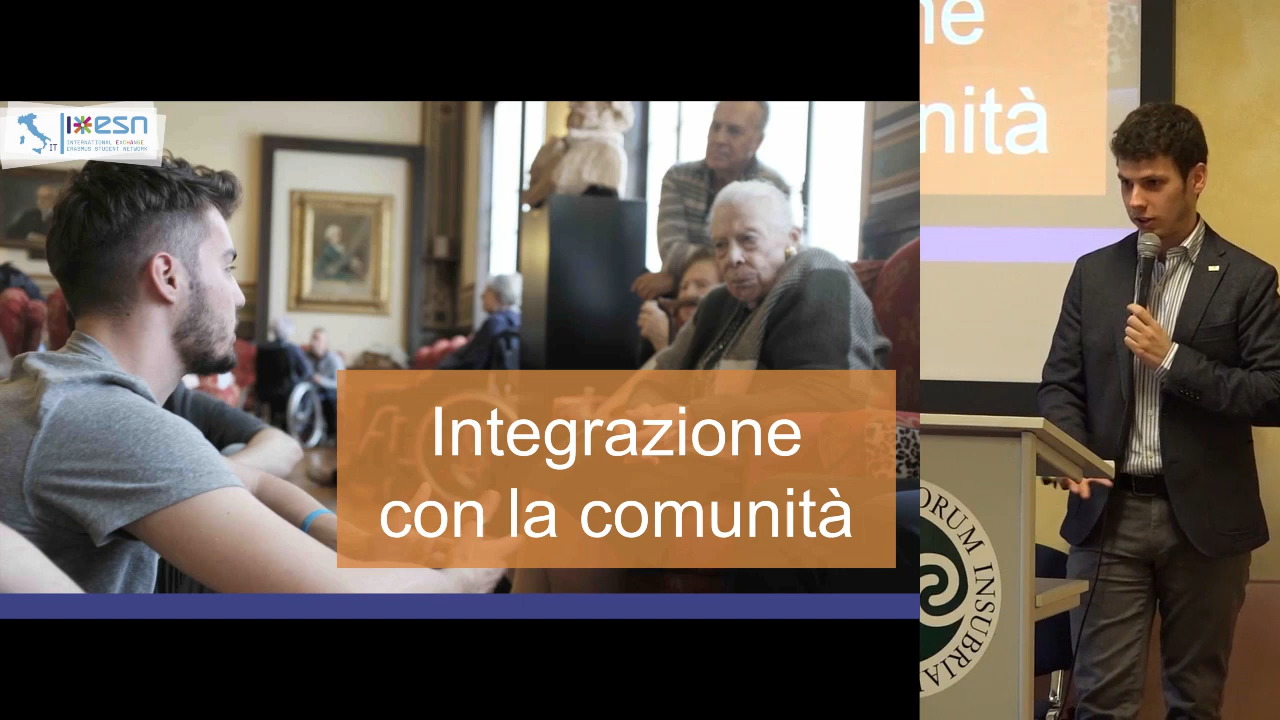 IT
esn
INTERNATIONAL EXCHANGE
ERASMUS STUDENT NETWORK
Integrazione
con la comunità
ne
nità
ORUM INSUBRIA